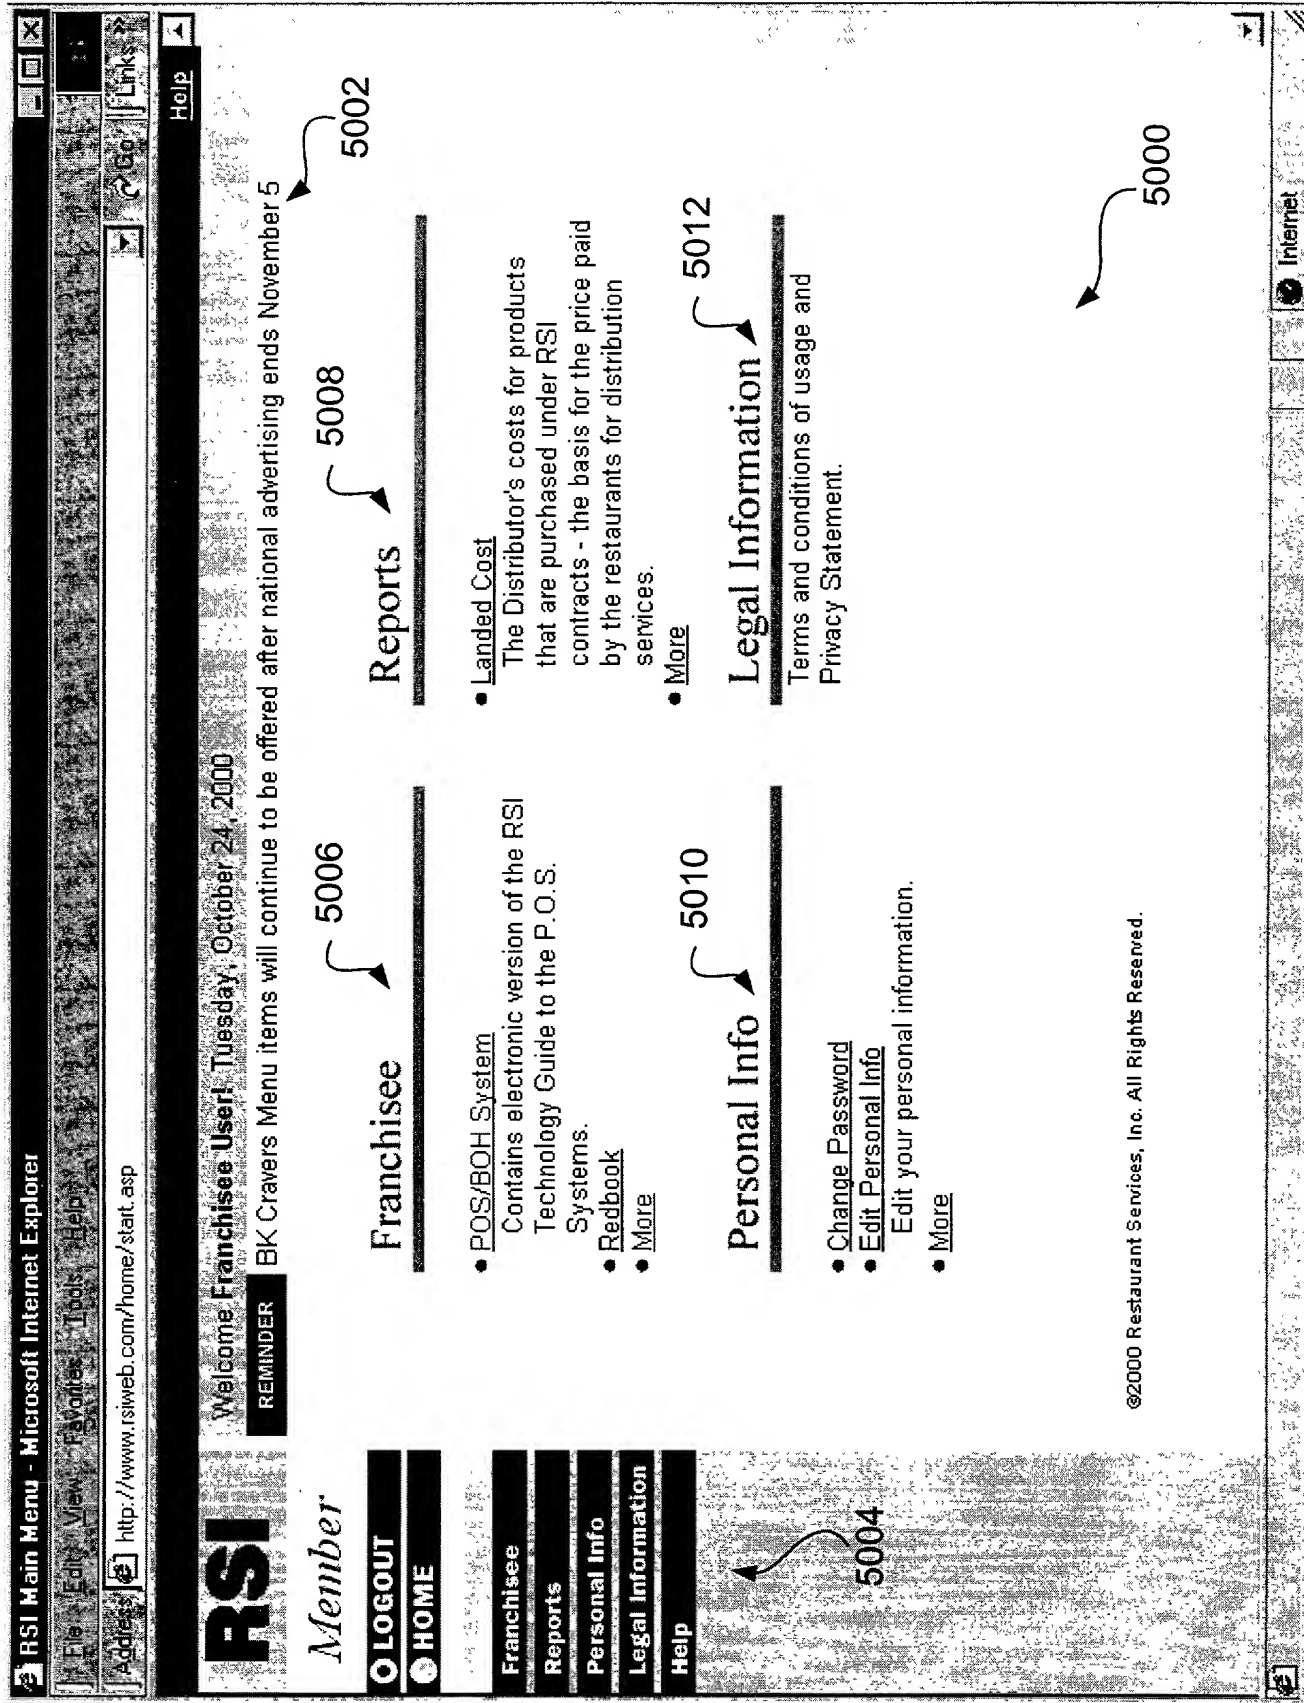 RSI Main Menu - Microsoft Internet Explorer
File Edit View Favorites Tools Help
Address http://www.rsiweb.com/home/start.asp Go Links »
Help
RSI
Welcome Franchisee User! Tuesday, October 24, 2000
REMINDER BK Cravers Menu items will continue to be offered after national advertising ends November 5
5002
Member
LOGOUT
HOME
Franchisee
Reports
Personal Info
Legal Information
Help
5004
Franchisee
5006
• POS/BOH System
Contains electronic version of the RSI
Technology Guide to the P.O.S.
Systems.
• Redbook
• More
Reports
5008
• Landed Cost
The Distributor's costs for products
that are purchased under RSI
contracts - the basis for the price paid
by the restaurants for distribution
services.
• More
Personal Info
5010
• Change Password
• Edit Personal Info
Edit your personal information.
• More
Legal Information
5012
Terms and conditions of usage and
Privacy Statement.
5000
©2000 Restaurant Services, Inc. All Rights Reserved.
Internet